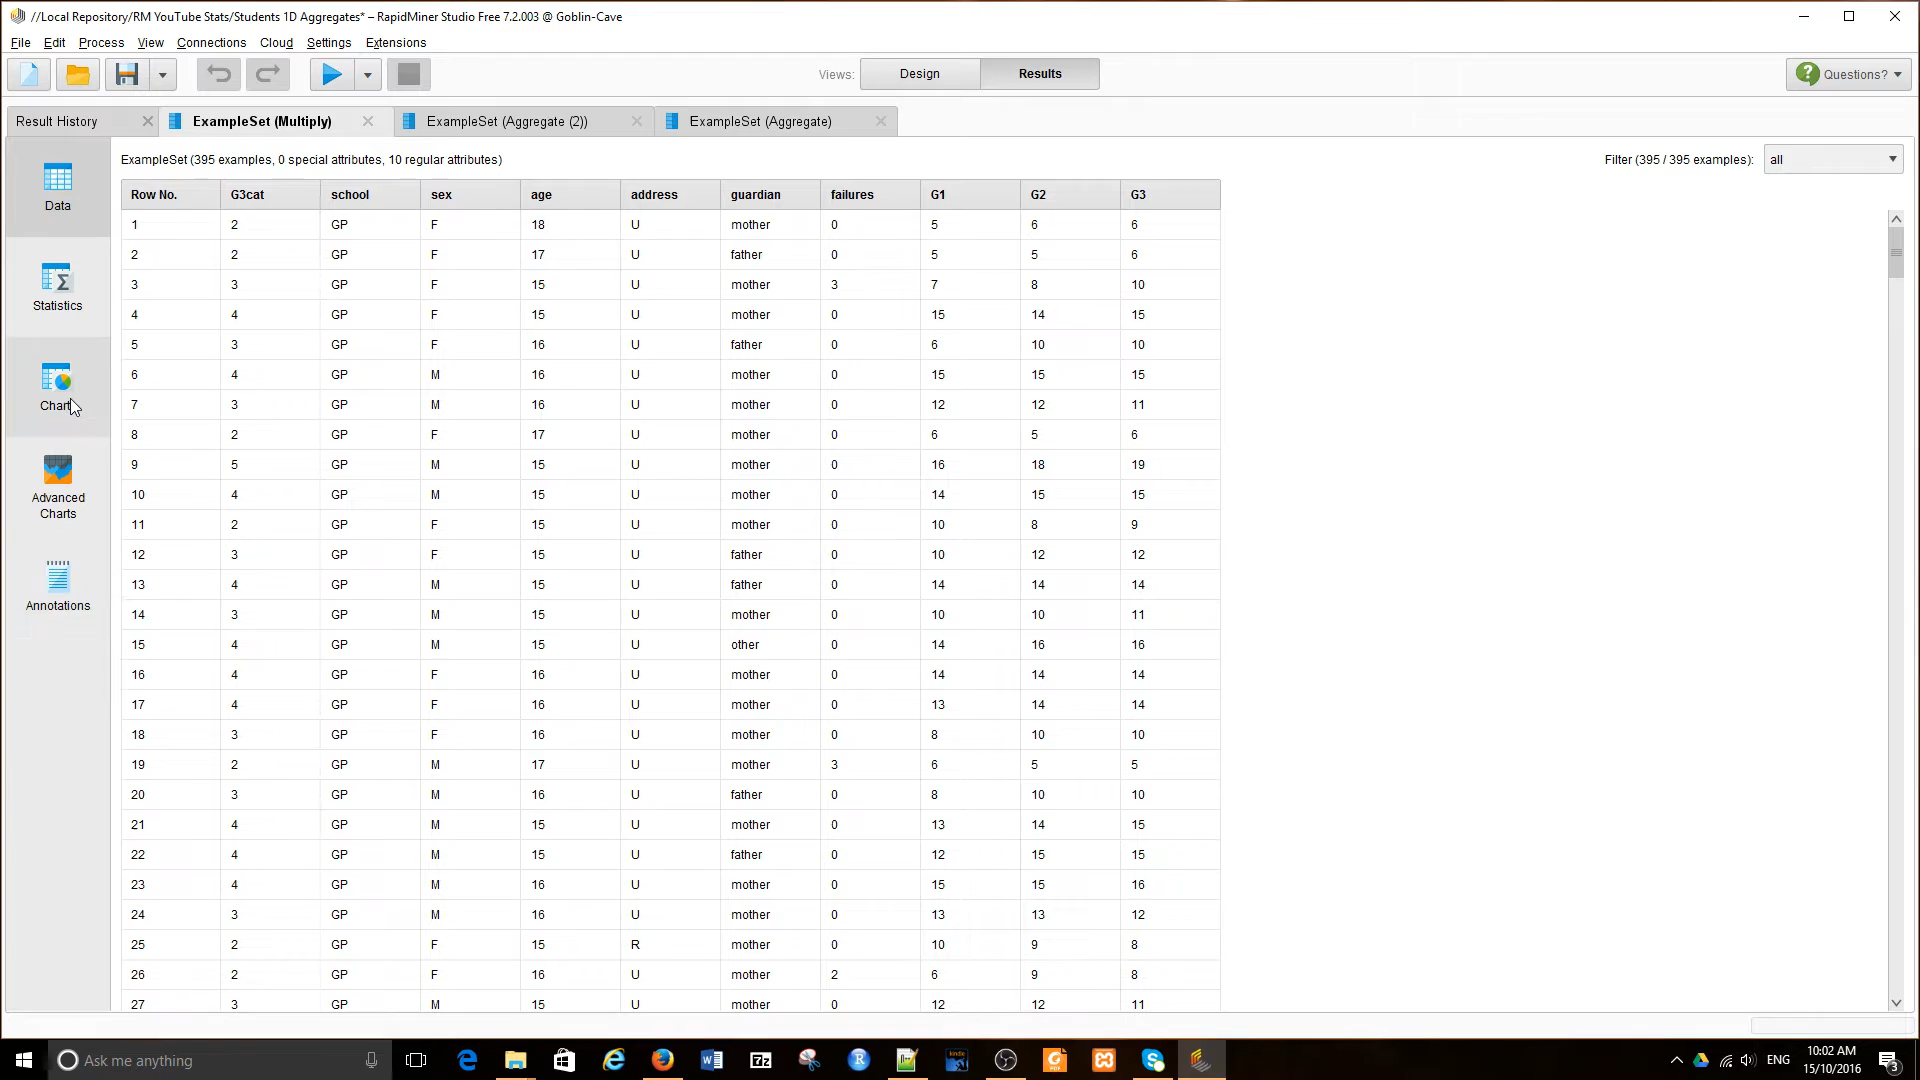 //Local Repository/RM YouTube Stats/Students 1D Aggregates* – RapidMiner Studio Free 7.2.003 @ Goblin-Cave
File Edit Process View Connections Cloud Settings Extensions
Views: Design Results Questions?
Result History ExampleSet (Multiply) ExampleSet (Aggregate (2)) ExampleSet (Aggregate)
Data
Statistics
Advanced
Charts
Annotations
ExampleSet (395 examples, 0 special attributes, 10 regular attributes) Filter (395 / 395 examples): all
Row No. G3cat school sex age address guardian failures G1 G2 G3
1 2 GP F 18 U mother 0 5 6 6
2 2 GP F 17 U father 0 5 5 6
3 3 GP F 15 U mother 3 7 8 10
4 4 GP F 15 U mother 0 15 14 15
5 3 GP F 16 U father 0 6 10 10
6 4 GP M 16 U mother 0 15 15 15
7 3 GP M 16 U mother 0 12 12 11
8 2 GP F 17 U mother 0 6 5 6
9 5 GP M 15 U mother 0 16 18 19
10 4 GP M 15 U mother 0 14 15 15
11 2 GP F 15 U mother 0 10 8 9
12 3 GP F 15 U father 0 10 12 12
13 4 GP M 15 U father 0 14 14 14
14 3 GP M 15 U mother 0 10 10 11
15 4 GP M 15 U other 0 14 16 16
16 4 GP F 16 U mother 0 14 14 14
17 4 GP F 16 U mother 0 13 14 14
18 3 GP F 16 U mother 0 8 10 10
19 2 GP M 17 U mother 3 6 5 5
20 3 GP M 16 U father 0 8 10 10
21 4 GP M 15 U mother 0 13 14 15
22 4 GP M 15 U father 0 12 15 15
23 4 GP M 16 U mother 0 15 15 16
24 3 GP M 16 U mother 0 13 13 12
25 2 GP F 15 R mother 0 10 9 8
26 2 GP F 16 U mother 2 6 9 8
27 3 GP M 15 U mother 0 12 12 11
Ask me anything
ENG
10:02 AM
15/10/2016